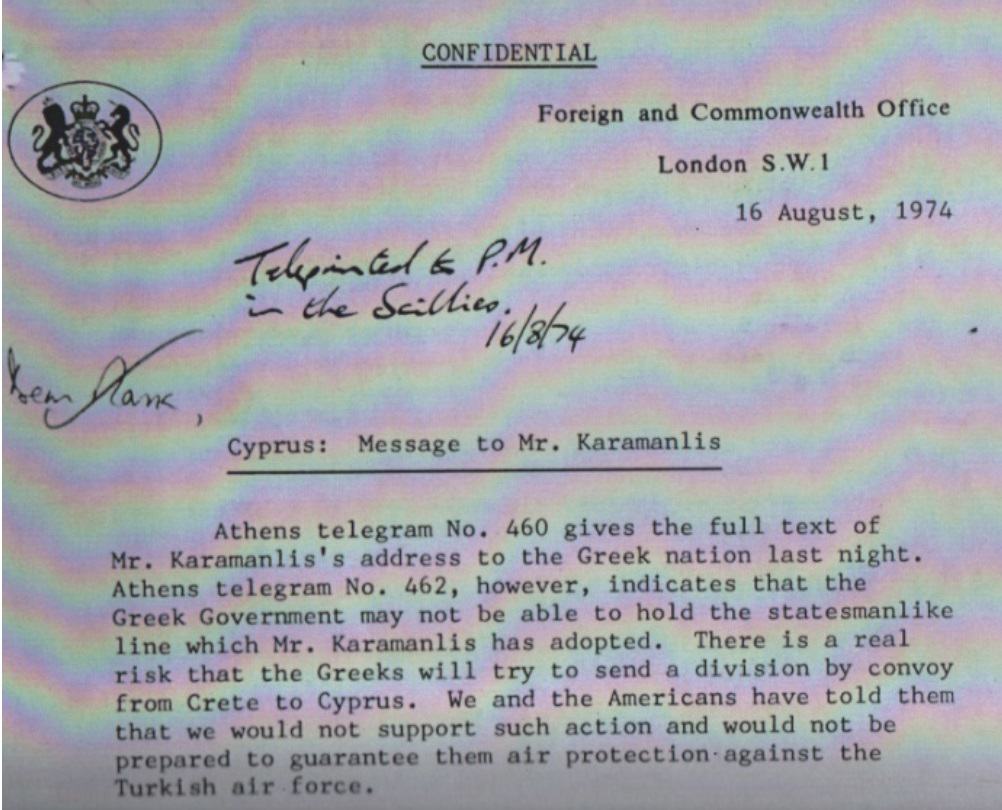 CONFIDENTIAL
Foreign and Commonwealth Office
London S.W.1
16 August, 1974
Teleprinted to P.M.
in the Scillies.
16/8/74
Dear
Cyprus: Message to Mr. Karamanlis
Athens telegram No. 460 gives the full text of
Mr. Karamanlis's address to the Greek nation last night.
Athens telegram No. 462, however, indicates that the
Greek Government may not be able to hold the statesmanlike
line which Mr. Karamanlis has adopted. There is a real
risk that the Greeks will try to send a division by convoy
from Crete to Cyprus. We and the Americans have told them
that we would not support such action and would not be
prepared to guarantee them air protection against the
Turkish air force.